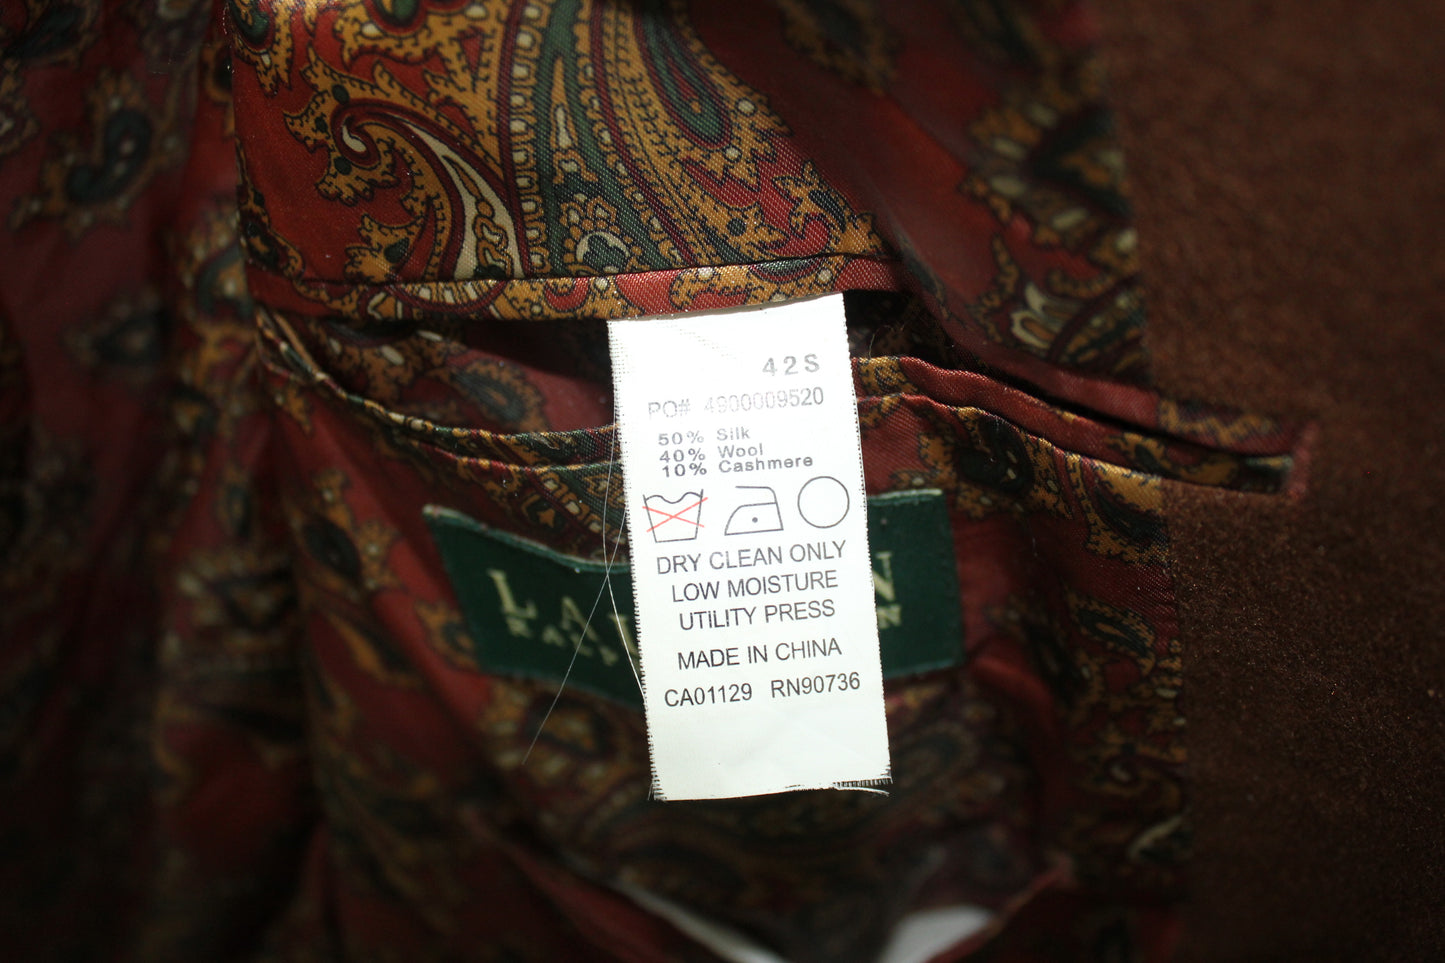 42S
PO# 4900009520
50% Silk
40% Wool
10% Cashmere
DRY CLEAN ONLY
LOW MOISTURE
UTILITY PRESS
MADE IN CHINA
CA01129 RN90736